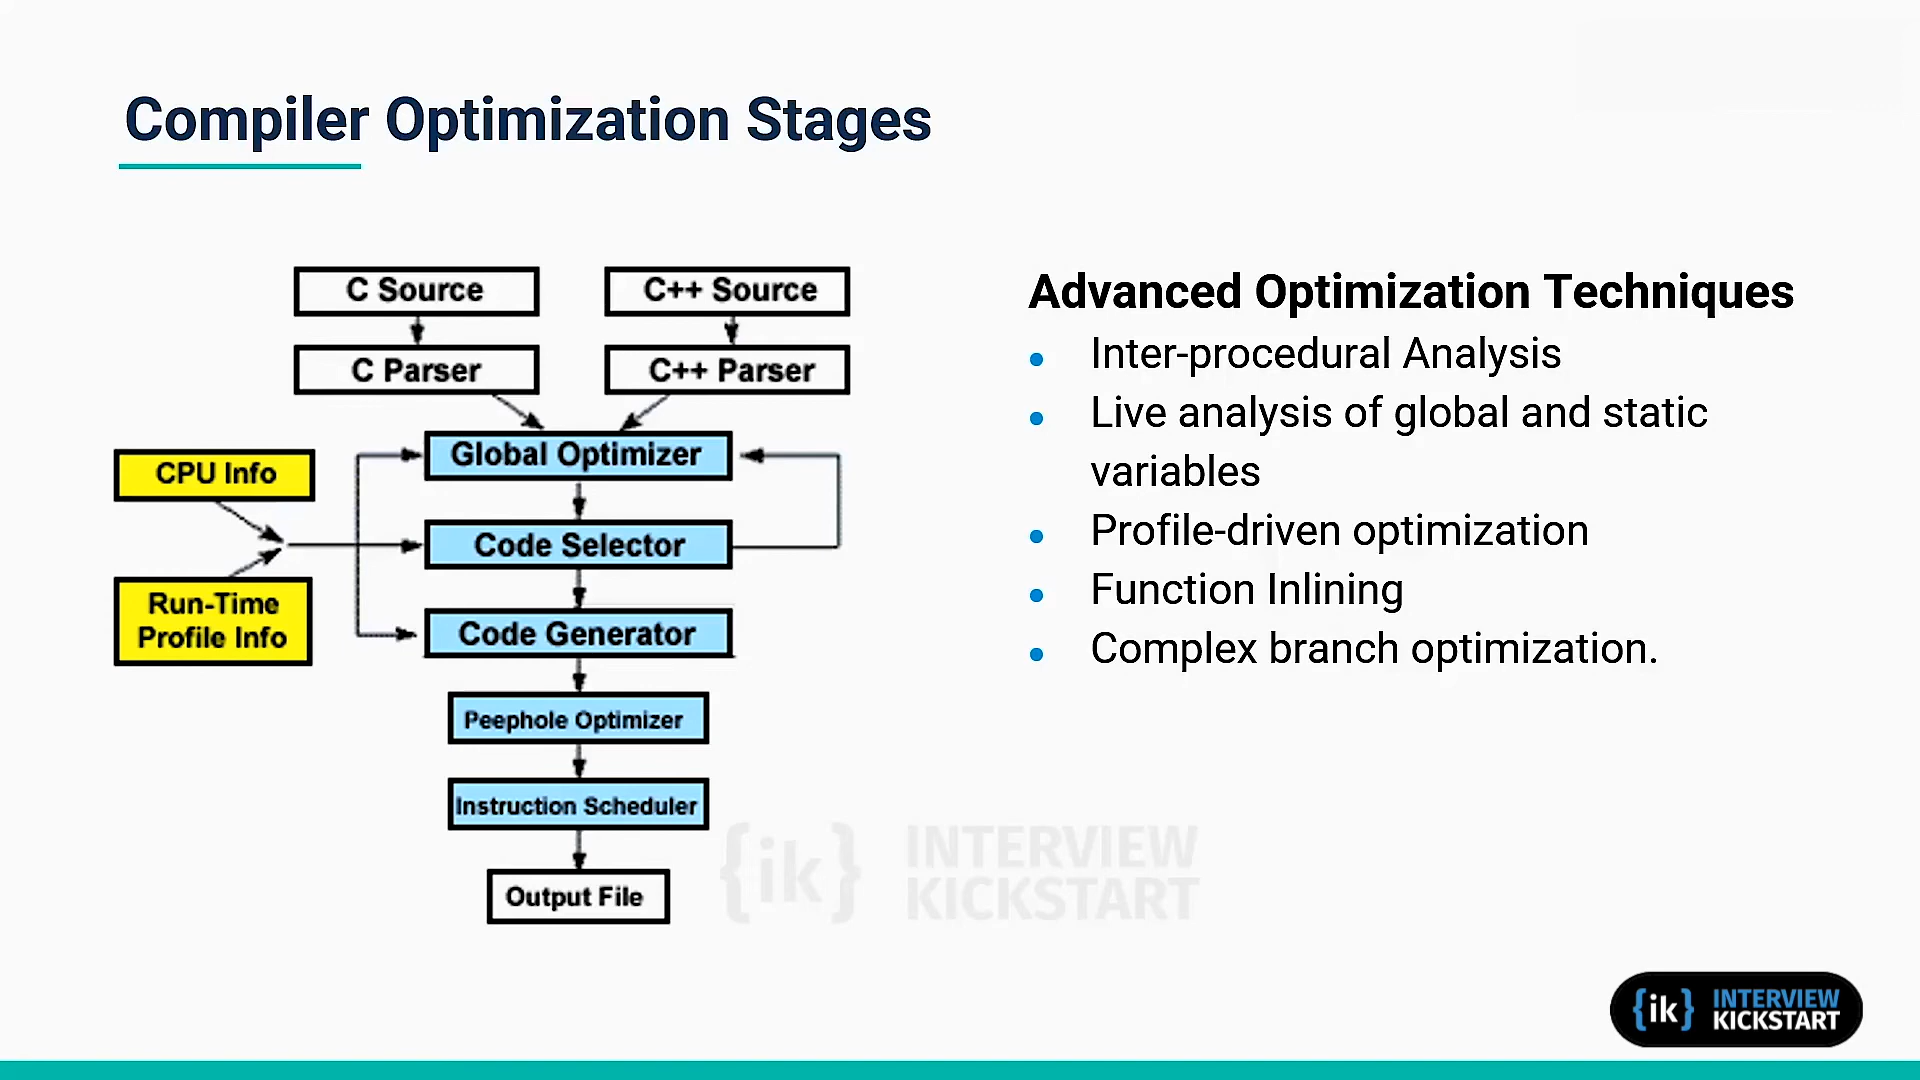 Compiler Optimization Stages
C Source
C++ Source
C Parser
C++ Parser
Global Optimizer
CPU Info
Code Selector
Run-Time
Profile Info
Code Generator
Peephole Optimizer
Instruction Scheduler
Output File
Advanced Optimization Techniques
Inter-procedural Analysis
Live analysis of global and static
variables
Profile-driven optimization
Function Inlining
Complex branch optimization.
{ik} INTERVIEW
KICKSTART
{ik} INTERVIEW
KICKSTART